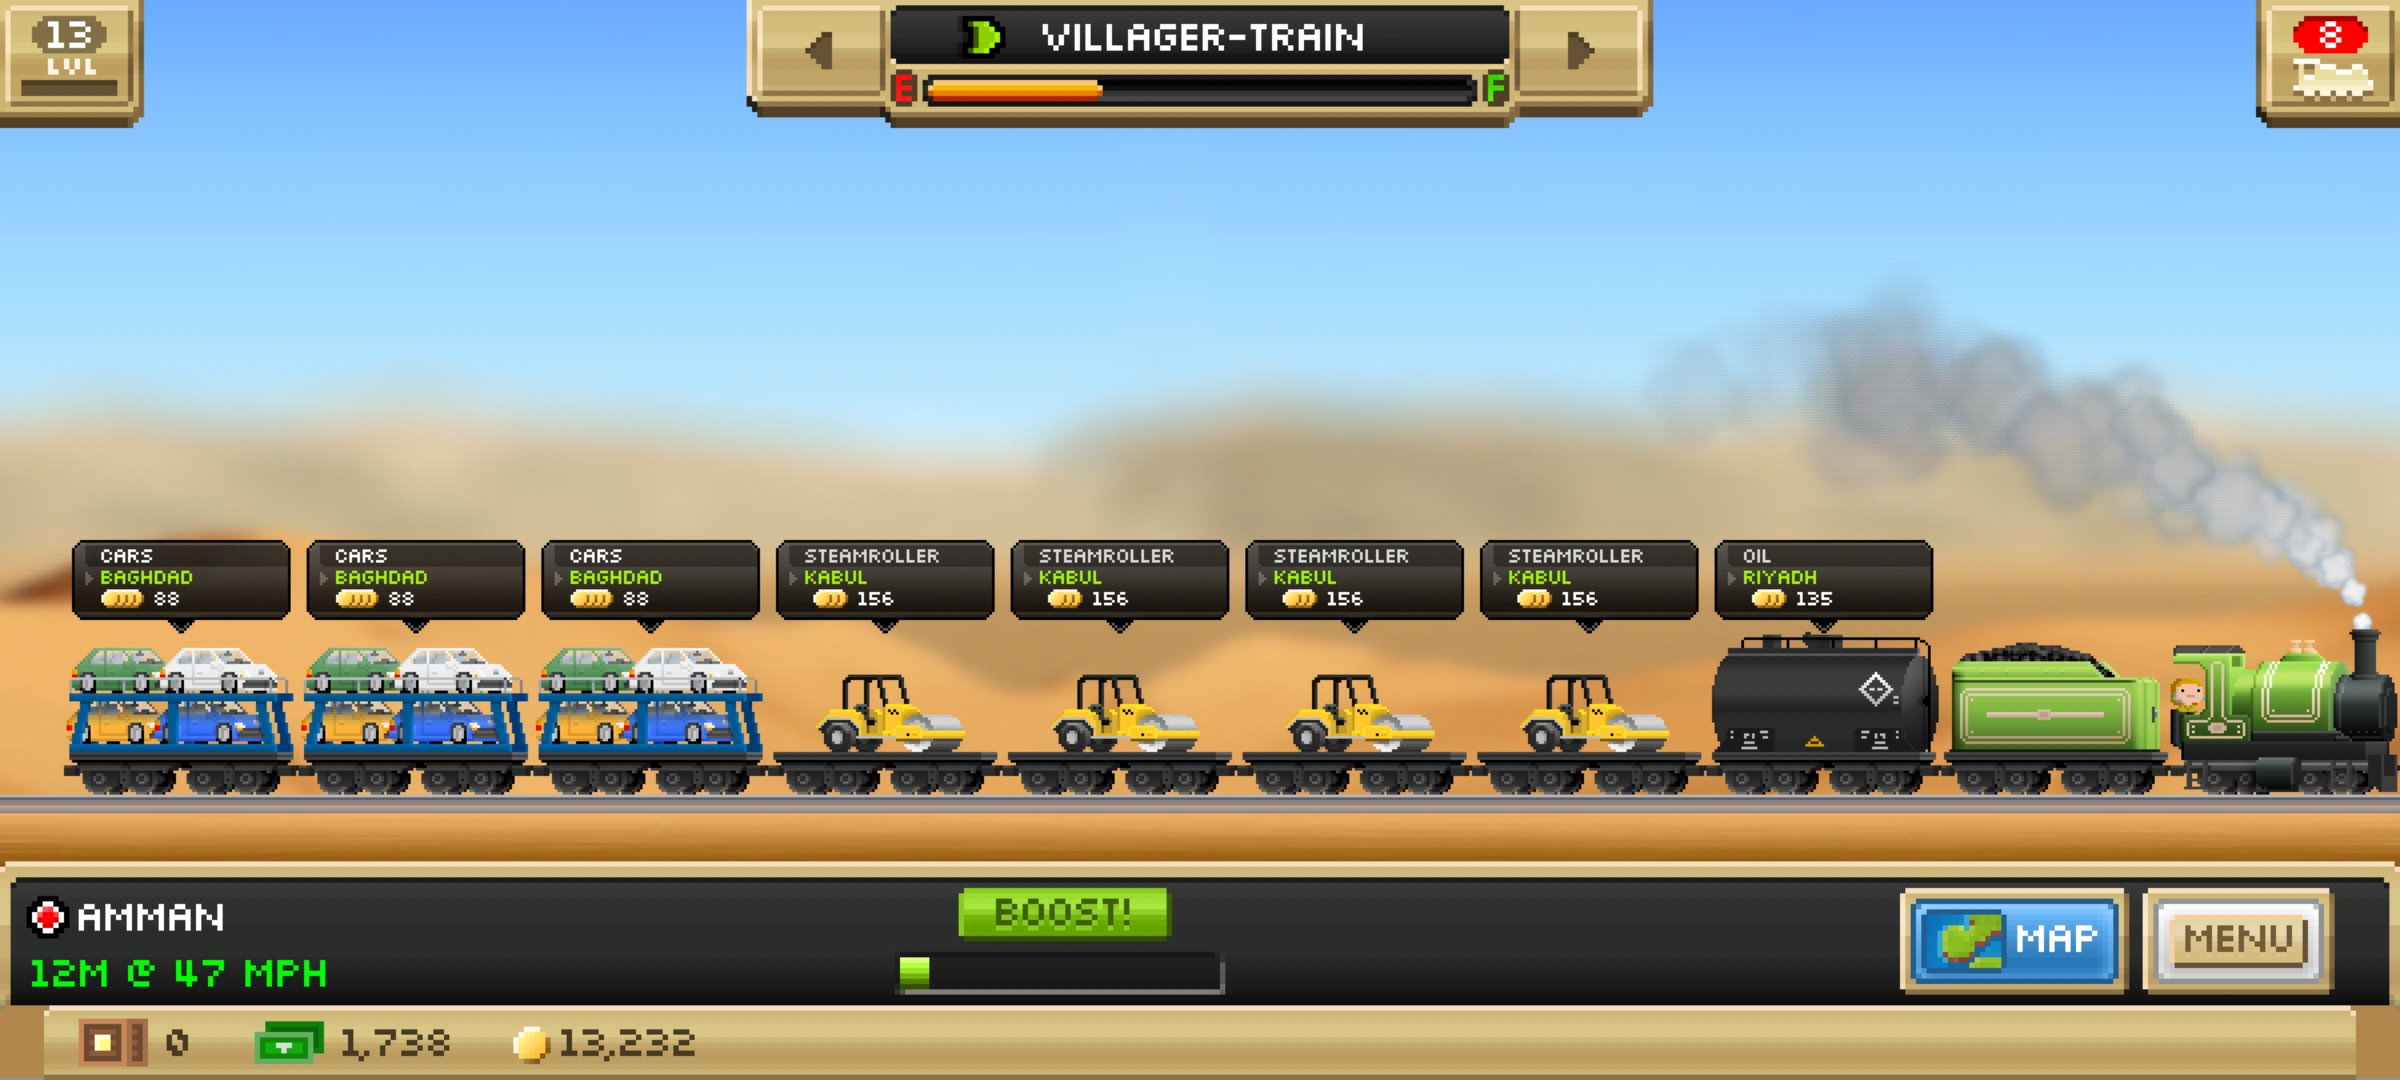 13
LVL
VILLAGER-TRAIN
E F
8
CARS
BAGHDAD
88
CARS
BAGHDAD
88
CARS
BAGHDAD
88
STEAMROLLER
KABUL
156
STEAMROLLER
KABUL
156
STEAMROLLER
KABUL
156
STEAMROLLER
KABUL
156
OIL
RIYADH
135
AMMAN
12M @ 47 MPH
BOOST!
MAP
MENU
0
1,738
13,232